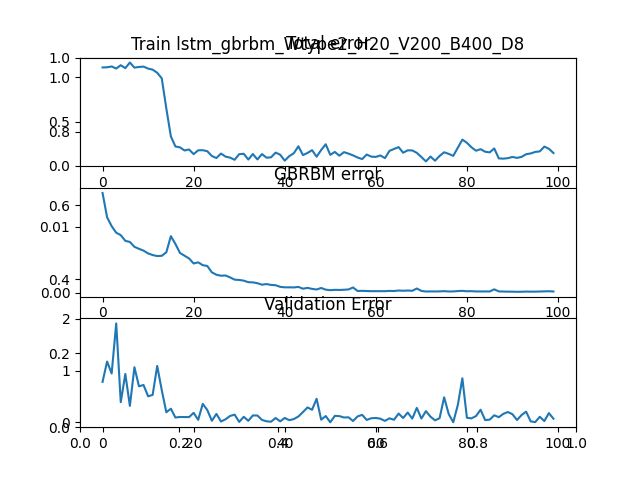 Train lstm_gbrbm_Wtype2_H20_V200_B400_D8
Total error
1.0
1.0
0.5
0.8
0.0
0 20 40 60 80 100
GBRBM error
0.6
0.01
0.4
0.00
0 20 40 60 80 100
Validation Error
2
0.2
1
0
0.0
0.0 0 0.2 20 0.4 40 0.6 60 80 0.8 100 1.0